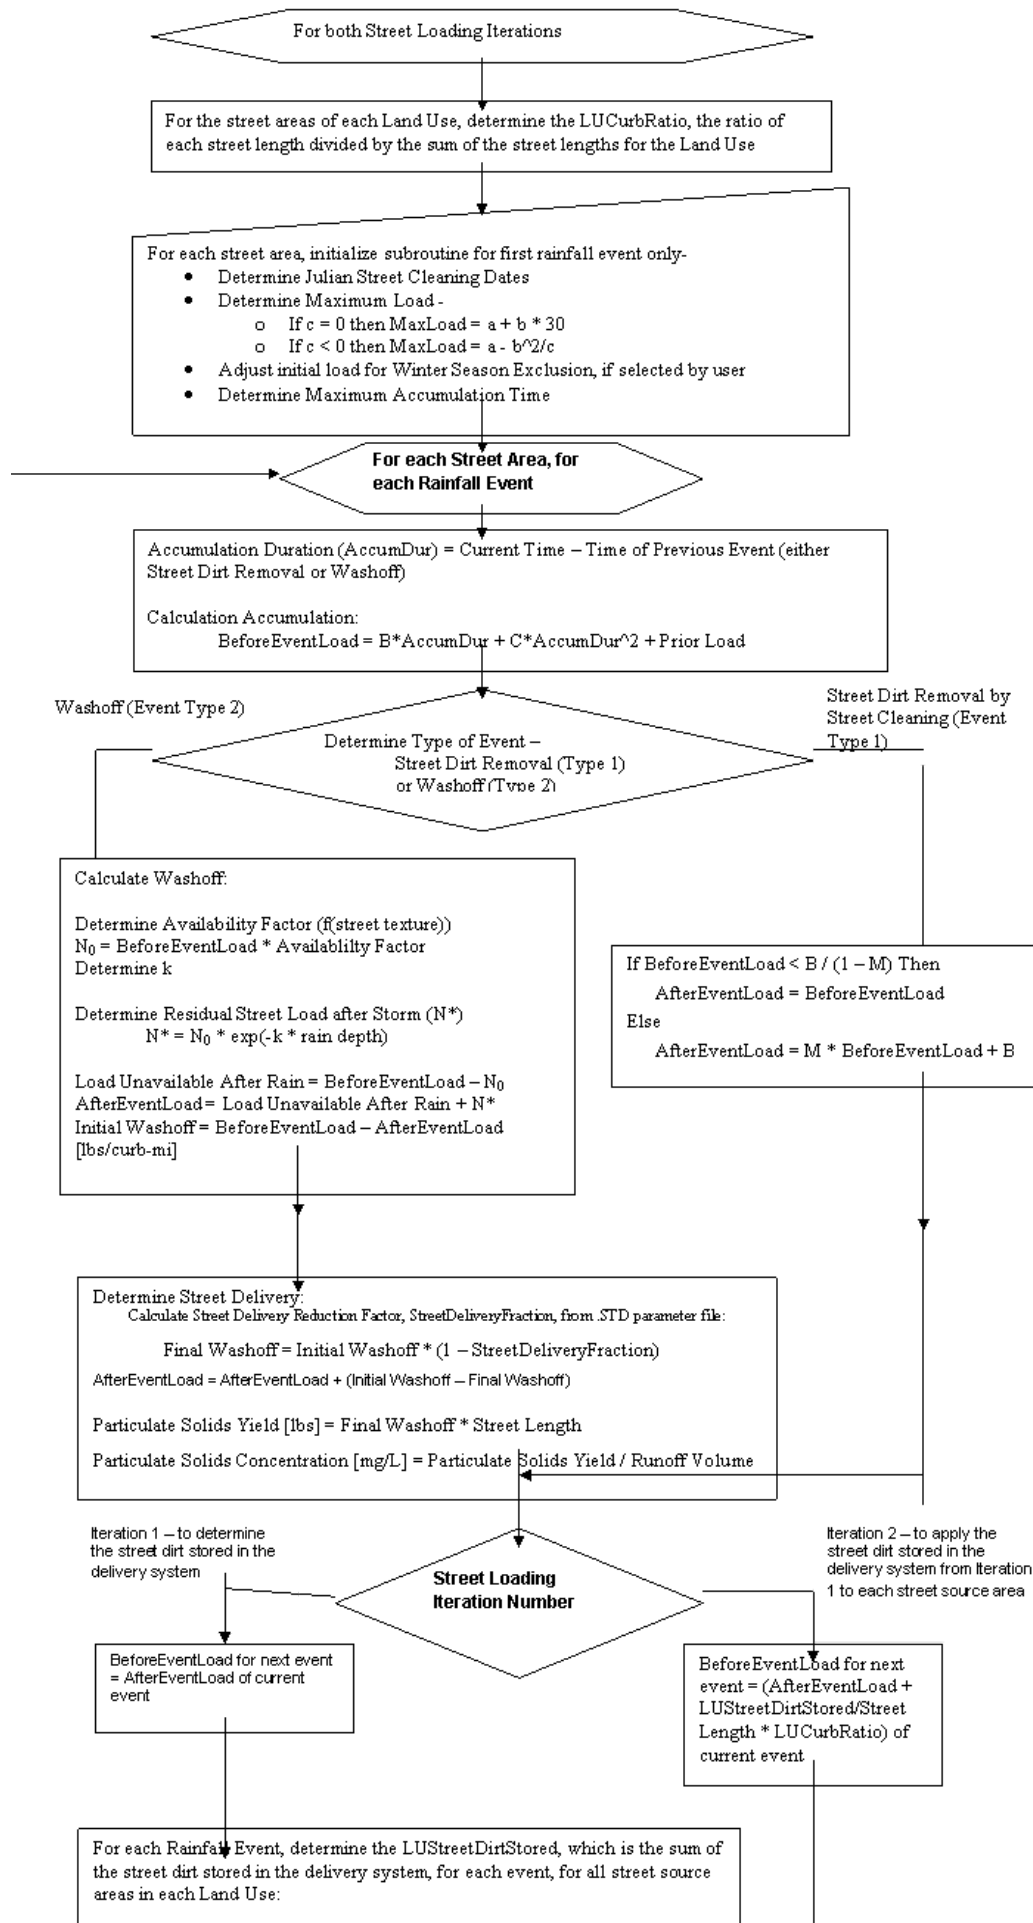 For both Street Loading Iterations
For the street areas of each Land Use, determine the LUCurbRatio, the ratio of
each street length divided by the sum of the street lengths for the Land Use
For each street area, initialize subroutine for first rainfall event only-
• Determine Julian Street Cleaning Dates
• Determine Maximum Load -
o If c = 0 then MaxLoad = a + b * 30
o If c < 0 then MaxLoad = a - b^2/c
• Adjust initial load for Winter Season Exclusion, if selected by user
• Determine Maximum Accumulation Time
For each Street Area, for
each Rainfall Event
Accumulation Duration (AccumDur) = Current Time – Time of Previous Event (either
Street Dirt Removal or Washoff)
Calculation Accumulation:
BeforeEventLoad = B*AccumDur + C*AccumDur^2 + Prior Load
Washoff (Event Type 2)
Street Dirt Removal by
Street Cleaning (Event
Type 1)
Determine Type of Event –
Street Dirt Removal (Type 1)
or Washoff (Type 2)
Calculate Washoff:
Determine Availability Factor (f(street texture))
N₀ = BeforeEventLoad * Availablilty Factor
Determine k
Determine Residual Street Load after Storm (N*)
N* = N₀ * exp(-k * rain depth)
Load Unavailable After Rain = BeforeEventLoad – N₀
AfterEventLoad = Load Unavailable After Rain + N*
Initial Washoff = BeforeEventLoad – AfterEventLoad
[lbs/curb-mi]
If BeforeEventLoad < B / (1 – M) Then
AfterEventLoad = BeforeEventLoad
Else
AfterEventLoad = M * BeforeEventLoad + B
Determine Street Delivery:
Calculate Street Delivery Reduction Factor, StreetDeliveryFraction, from .STD parameter file:
Final Washoff = Initial Washoff * (1 – StreetDeliveryFraction)
AfterEventLoad = AfterEventLoad + (Initial Washoff – Final Washoff)
Particulate Solids Yield [lbs] = Final Washoff * Street Length
Particulate Solids Concentration [mg/L] = Particulate Solids Yield / Runoff Volume
Iteration 1 – to determine
the street dirt stored in the
delivery system
Iteration 2 – to apply the
street dirt stored in the
delivery system from Iteration
1 to each street source area
Street Loading
Iteration Number
BeforeEventLoad for next event
= AfterEventLoad of current
event
BeforeEventLoad for next
event = (AfterEventLoad +
LUStreetDirtStored/Street
Length * LUCurbRatio) of
current event
For each Rainfall Event, determine the LUStreetDirtStored, which is the sum of
the street dirt stored in the delivery system, for each event, for all street source
areas in each Land Use: